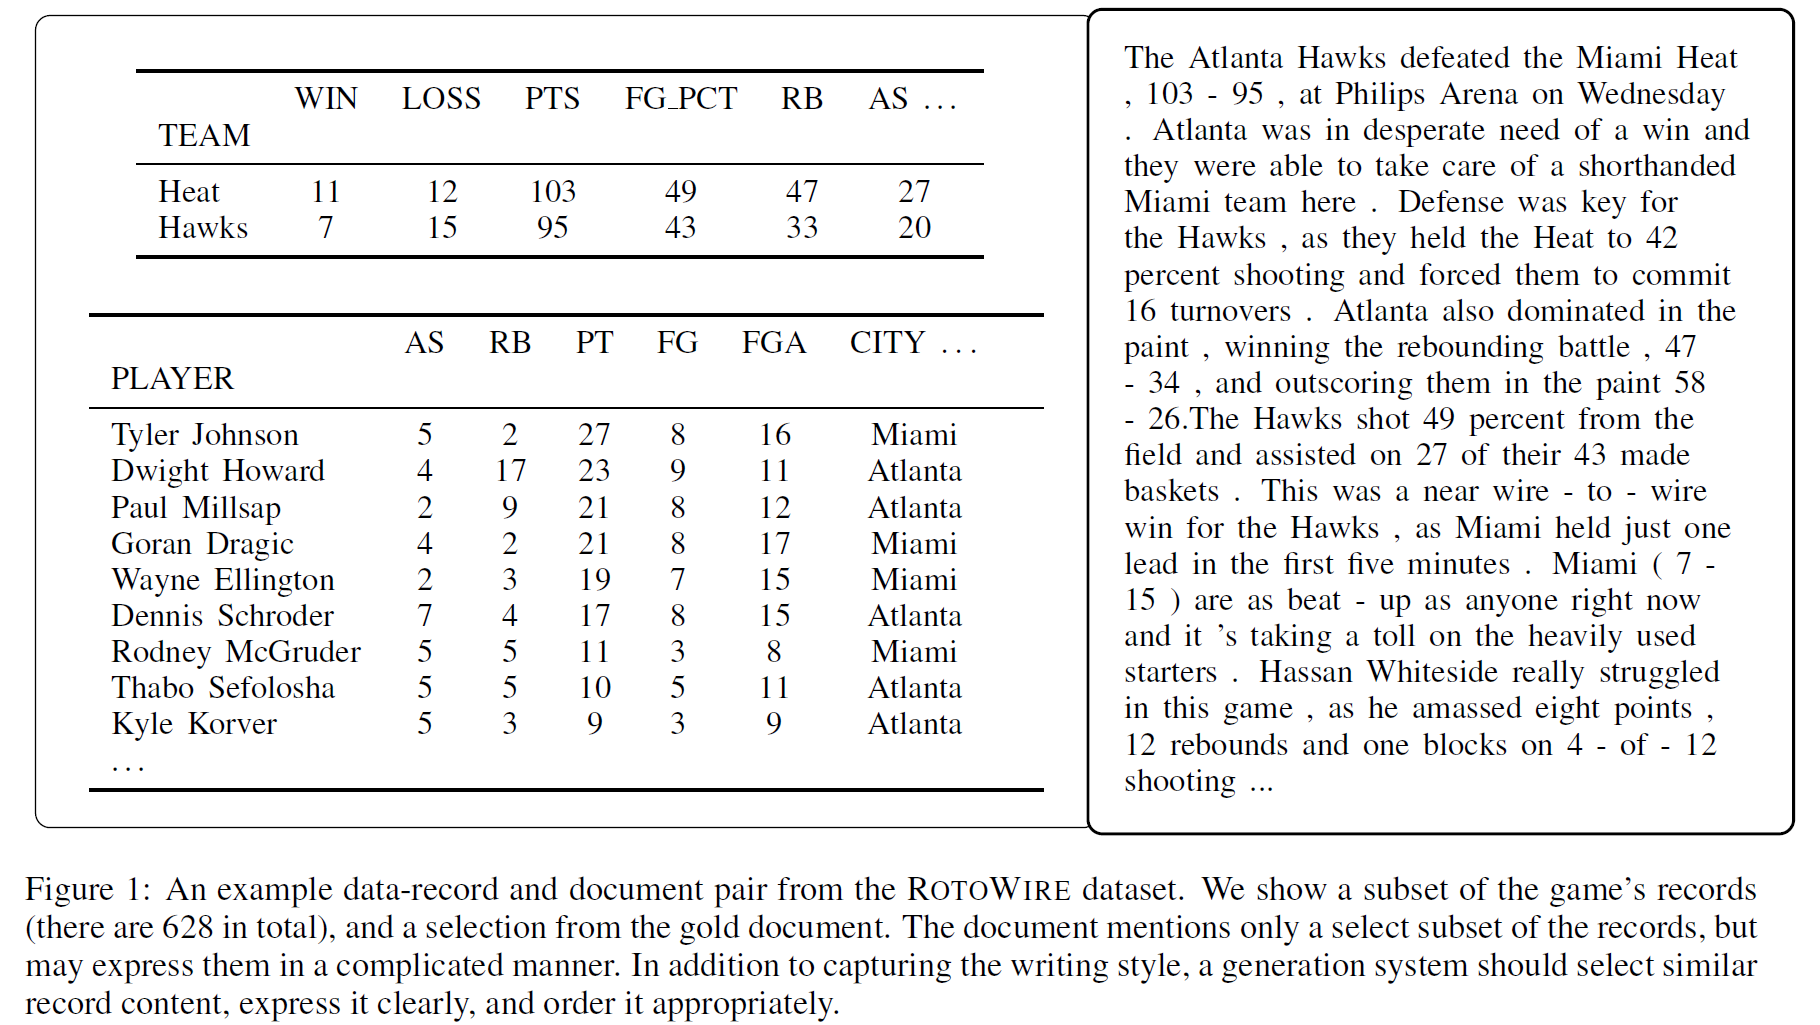 WIN LOSS PTS FG_PCT RB AS ...
TEAM
Heat 11 12 103 49 47 27
Hawks 7 15 95 43 33 20
AS RB PT FG FGA CITY ...
PLAYER
Tyler Johnson 5 2 27 8 16 Miami
Dwight Howard 4 17 23 9 11 Atlanta
Paul Millsap 2 9 21 8 12 Atlanta
Goran Dragic 4 2 21 8 17 Miami
Wayne Ellington 2 3 19 7 15 Miami
Dennis Schroder 7 4 17 8 15 Atlanta
Rodney McGruder 5 5 11 3 8 Miami
Thabo Sefolosha 5 5 10 5 11 Atlanta
Kyle Korver 5 3 9 3 9 Atlanta
...
The Atlanta Hawks defeated the Miami Heat
, 103 - 95 , at Philips Arena on Wednesday
. Atlanta was in desperate need of a win and
they were able to take care of a shorthanded
Miami team here . Defense was key for
the Hawks , as they held the Heat to 42
percent shooting and forced them to commit
16 turnovers . Atlanta also dominated in the
paint , winning the rebounding battle , 47
- 34 , and outscoring them in the paint 58
- 26.The Hawks shot 49 percent from the
field and assisted on 27 of their 43 made
baskets . This was a near wire - to - wire
win for the Hawks , as Miami held just one
lead in the first five minutes . Miami ( 7 -
15 ) are as beat - up as anyone right now
and it 's taking a toll on the heavily used
starters . Hassan Whiteside really struggled
in this game , as he amassed eight points ,
12 rebounds and one blocks on 4 - of - 12
shooting ...
Figure 1: An example data-record and document pair from the ROTOWIRE dataset. We show a subset of the game's records
(there are 628 in total), and a selection from the gold document. The document mentions only a select subset of the records, but
may express them in a complicated manner. In addition to capturing the writing style, a generation system should select similar
record content, express it clearly, and order it appropriately.